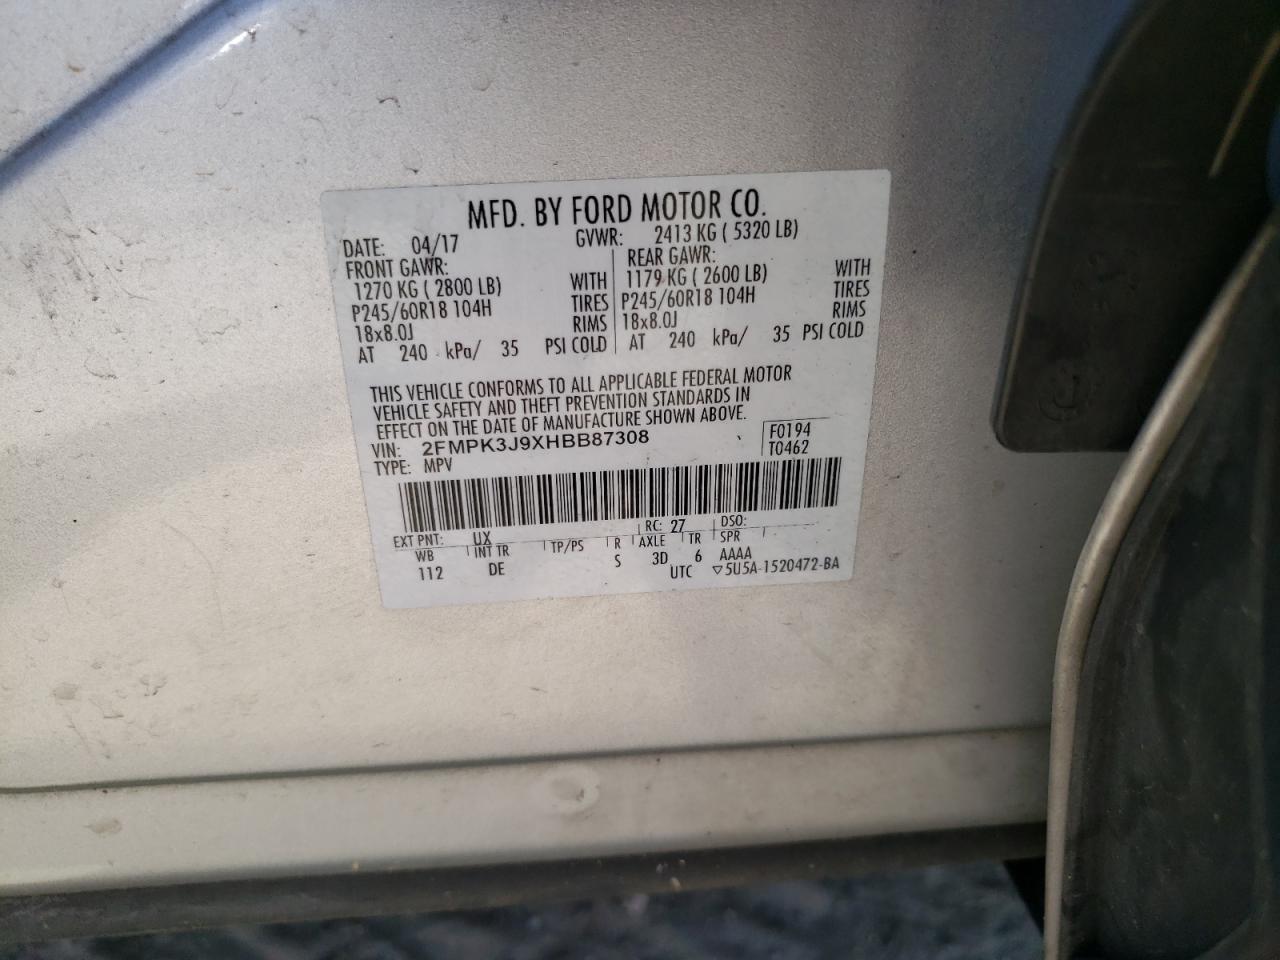 MFD. BY FORD MOTOR CO.
DATE: 04/17 GVWR: 2413 KG ( 5320 LB)
FRONT GAWR: REAR GAWR:
1270 KG ( 2800 LB) WITH 1179 KG ( 2600 LB) WITH
P245/60R18 104H TIRES P245/60R18 104H TIRES
18x8.0J RIMS 18x8.0J RIMS
AT 240 kPa/ 35 PSI COLD AT 240 kPa/ 35 PSI COLD
THIS VEHICLE CONFORMS TO ALL APPLICABLE FEDERAL MOTOR
VEHICLE SAFETY AND THEFT PREVENTION STANDARDS IN
EFFECT ON THE DATE OF MANUFACTURE SHOWN ABOVE.
VIN: 2FMPK3J9XHBB87308 F0194
TYPE: MPV T0462
EXT PNT: UX RC: 27 DSO:
WB INT TR TP/PS R AXLE TR SPR
112 DE S 3D 6 AAAA
UTC ▽5U5A-1520472-BA